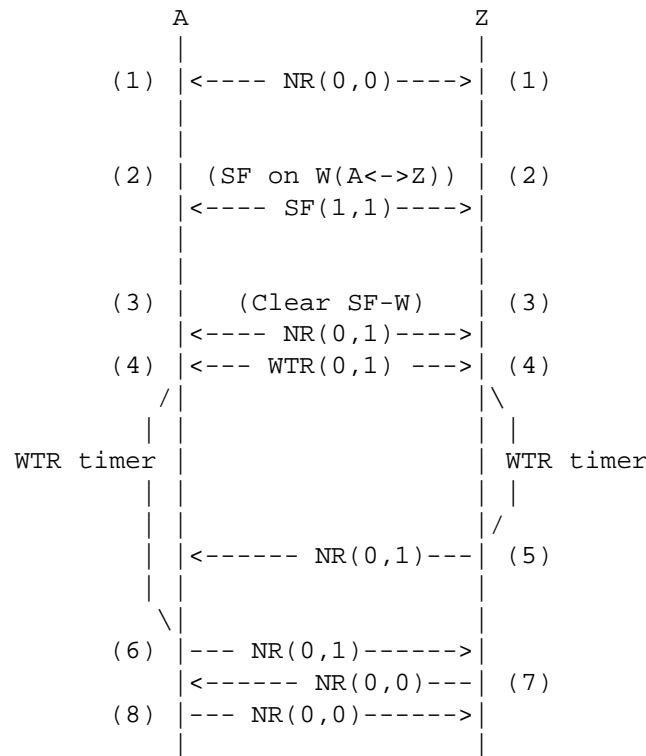 A Z
| |
(1) |<---- NR(0,0)---->| (1)
| |
| |
(2) | (SF on W(A<->Z)) | (2)
|<---- SF(1,1)---->|
| |
| |
(3) | (Clear SF-W) | (3)
|<---- NR(0,1)---->|
(4) |<--- WTR(0,1) --->| (4)
/| |\
| | | |
WTR timer | | WTR timer
| | | |
| | |/
| |<------ NR(0,1)---| (5)
| | |
\| |
(6) |--- NR(0,1)------>|
|<------ NR(0,0)---| (7)
(8) |--- NR(0,0)------>|
| |